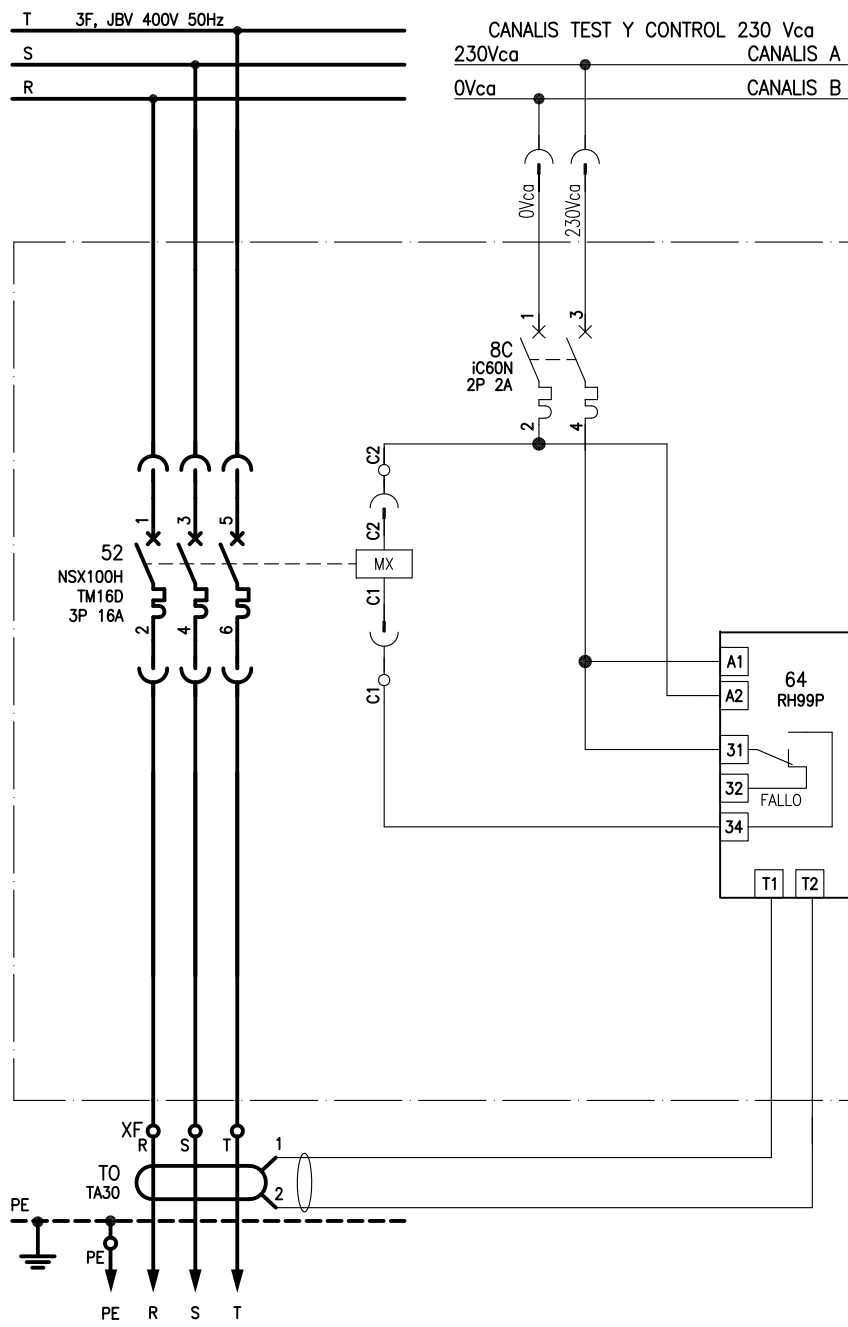 T 3F, JBV 400V 50Hz
S
R
CANALIS TEST Y CONTROL 230 Vca
230Vca CANALIS A
0Vca CANALIS B
0Vca
230Vca
1 3
8C
iC60N
2P 2A
2 4
C2
C2
MX
C1
C1
1 3 5
52
NSX100H
TM16D
3P 16A
2 4 6
A1
A2
64
RH99P
31
32
FALLO
34
T1 T2
XF
R S T
1
TO
TA30
2
PE
PE
PE R S T